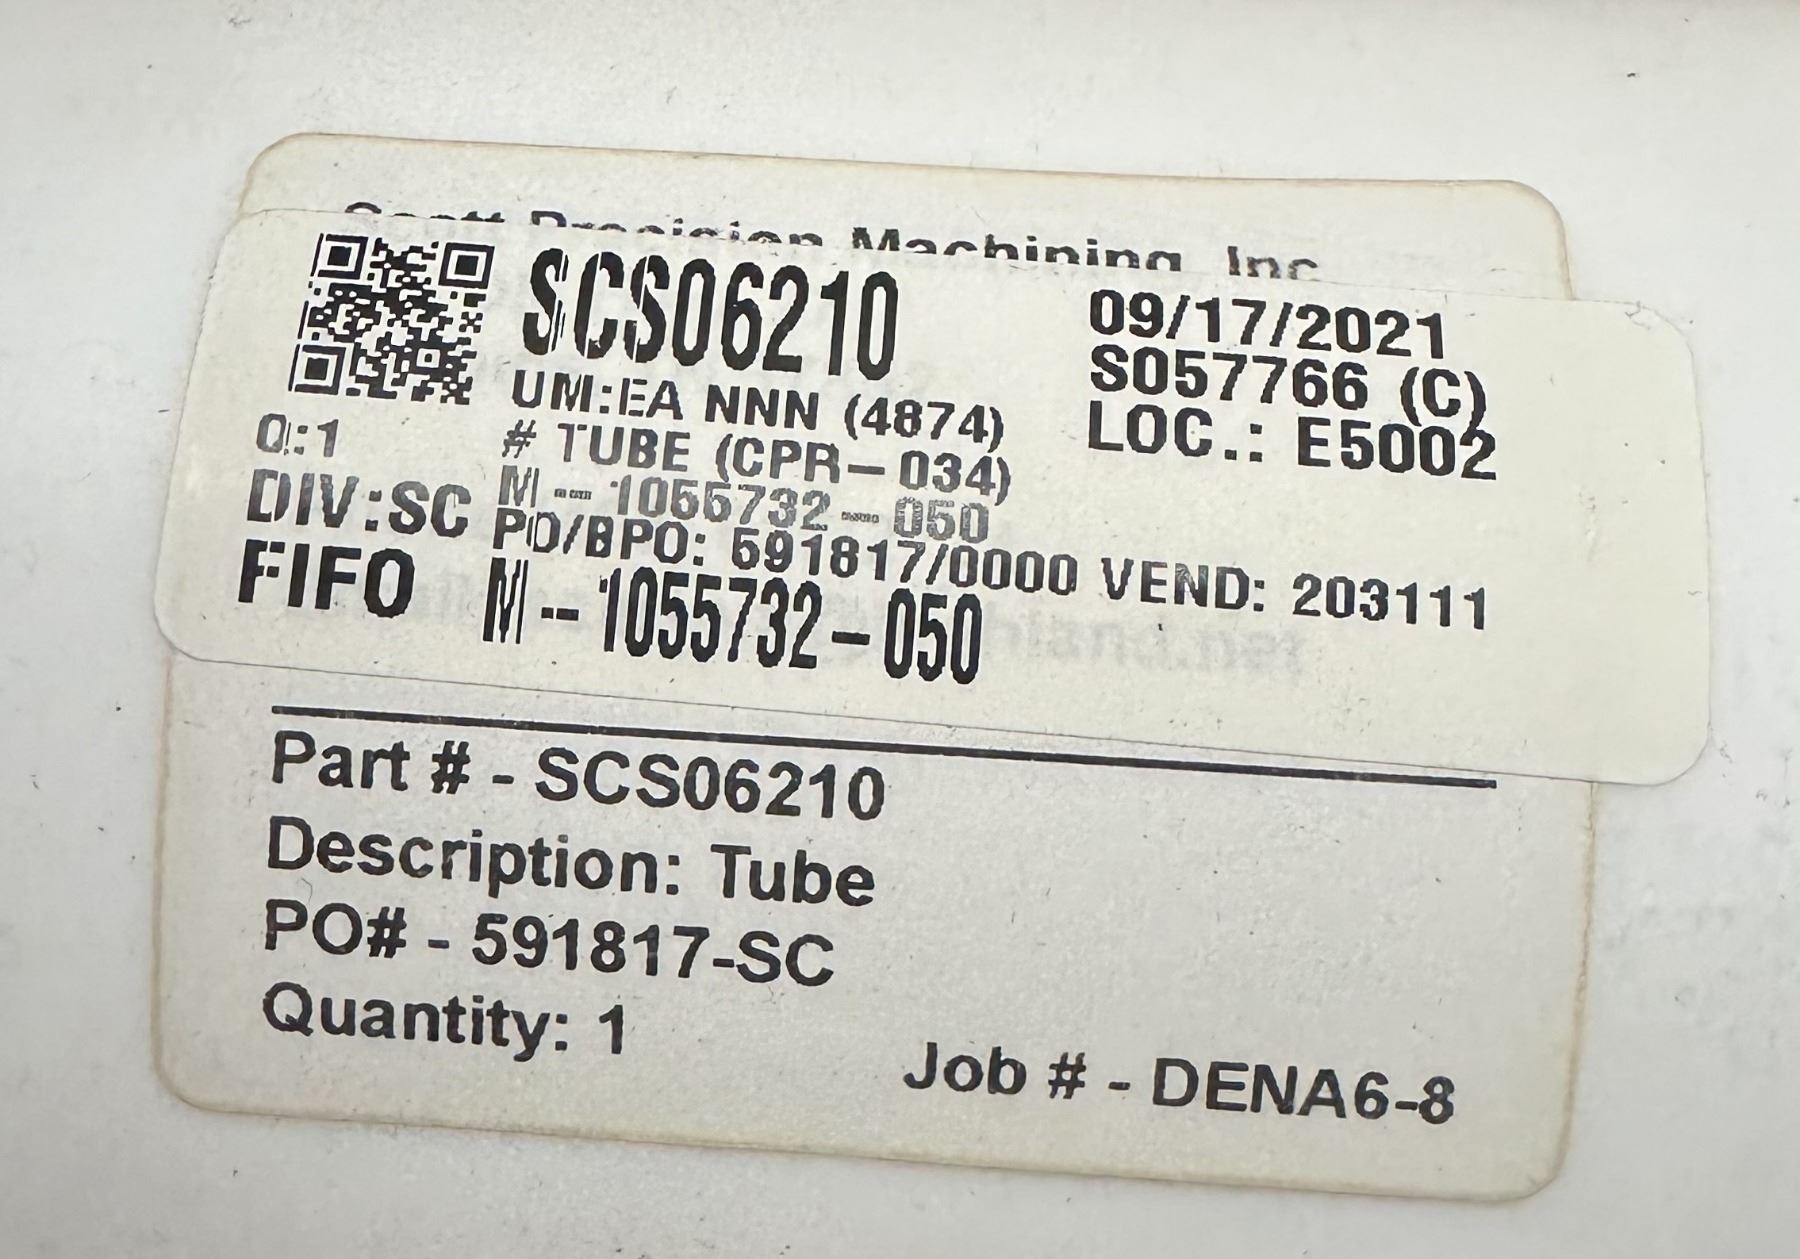 Scott Precision Machining, Inc
SCS06210
09/17/2021
UM:EA NNN (4874)
S057766 (C)
Q:1
# TUBE (CPR-034)
LOC.: E5002
DIV:SC
M--1055732-050
PO/BPO: 591817/0000 VEND: 203111
FIFO
M--1055732-050
Part # - SCS06210
Description: Tube
PO# - 591817-SC
Quantity: 1
Job # - DENA6-8